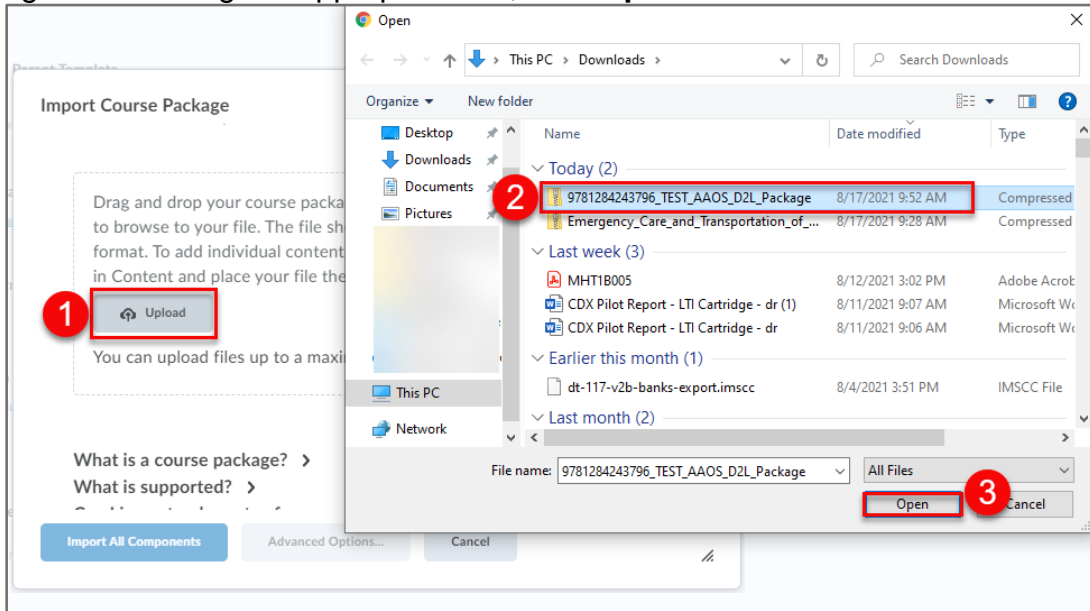 Parent Template
Import Course Package
Drag and drop your course packa
to browse to your file. The file sh
format. To add individual content
in Content and place your file the
1
Upload
You can upload files up to a maxi
What is a course package? >
What is supported? >
Import All Components
Advanced Options...
Cancel
Open
This PC > Downloads >
Search Downloads
Organize
New folder
?
Desktop
Downloads
Documents
Pictures
This PC
Network
Name Date modified Type
Today (2)
2
9781284243796_TEST_AAOS_D2L_Package 8/17/2021 9:52 AM Compressed
Emergency_Care_and_Transportation_of_... 8/17/2021 9:28 AM Compressed
Last week (3)
MHT1B005 8/12/2021 3:02 PM Adobe Acrob
CDX Pilot Report - LTI Cartridge - dr (1) 8/11/2021 9:07 AM Microsoft Wo
CDX Pilot Report - LTI Cartridge - dr 8/11/2021 9:06 AM Microsoft Wo
Earlier this month (1)
dt-117-v2b-banks-export.imscc 8/4/2021 3:51 PM IMSCC File
Last month (2)
File name: 9781284243796_TEST_AAOS_D2L_Package
All Files
Open
3
Cancel